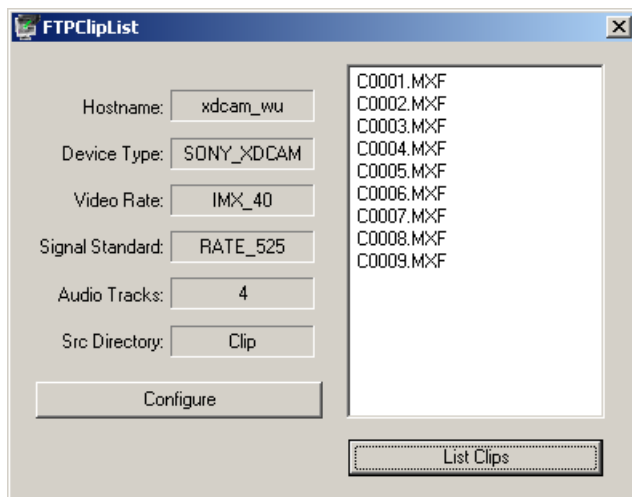 FTPClipList
Hostname: xdcam_wu
Device Type: SONY_XDCAM
Video Rate: IMX_40
Signal Standard: RATE_525
Audio Tracks: 4
Src Directory: Clip
Configure
C0001.MXF
C0002.MXF
C0003.MXF
C0004.MXF
C0005.MXF
C0006.MXF
C0007.MXF
C0008.MXF
C0009.MXF
List Clips